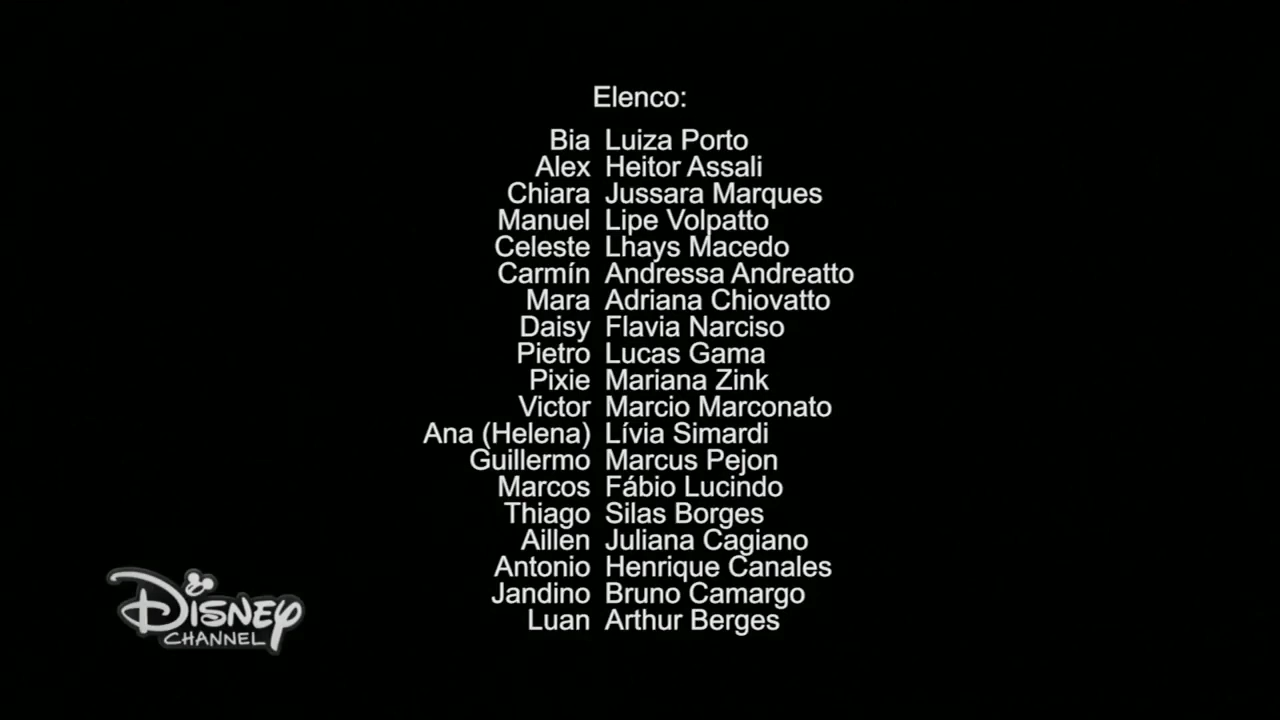 Elenco:
Bia Luiza Porto
Alex Heitor Assali
Chiara Jussara Marques
Manuel Lipe Volpatto
Celeste Lhays Macedo
Carmín Andressa Andreatto
Mara Adriana Chiovatto
Daisy Flavia Narciso
Pietro Lucas Gama
Pixie Mariana Zink
Victor Marcio Marconato
Ana (Helena) Lívia Simardi
Guillermo Marcus Pejon
Marcos Fábio Lucindo
Thiago Silas Borges
Aillen Juliana Cagiano
Antonio Henrique Canales
Jandino Bruno Camargo
Luan Arthur Berges
DISNEY
CHANNEL